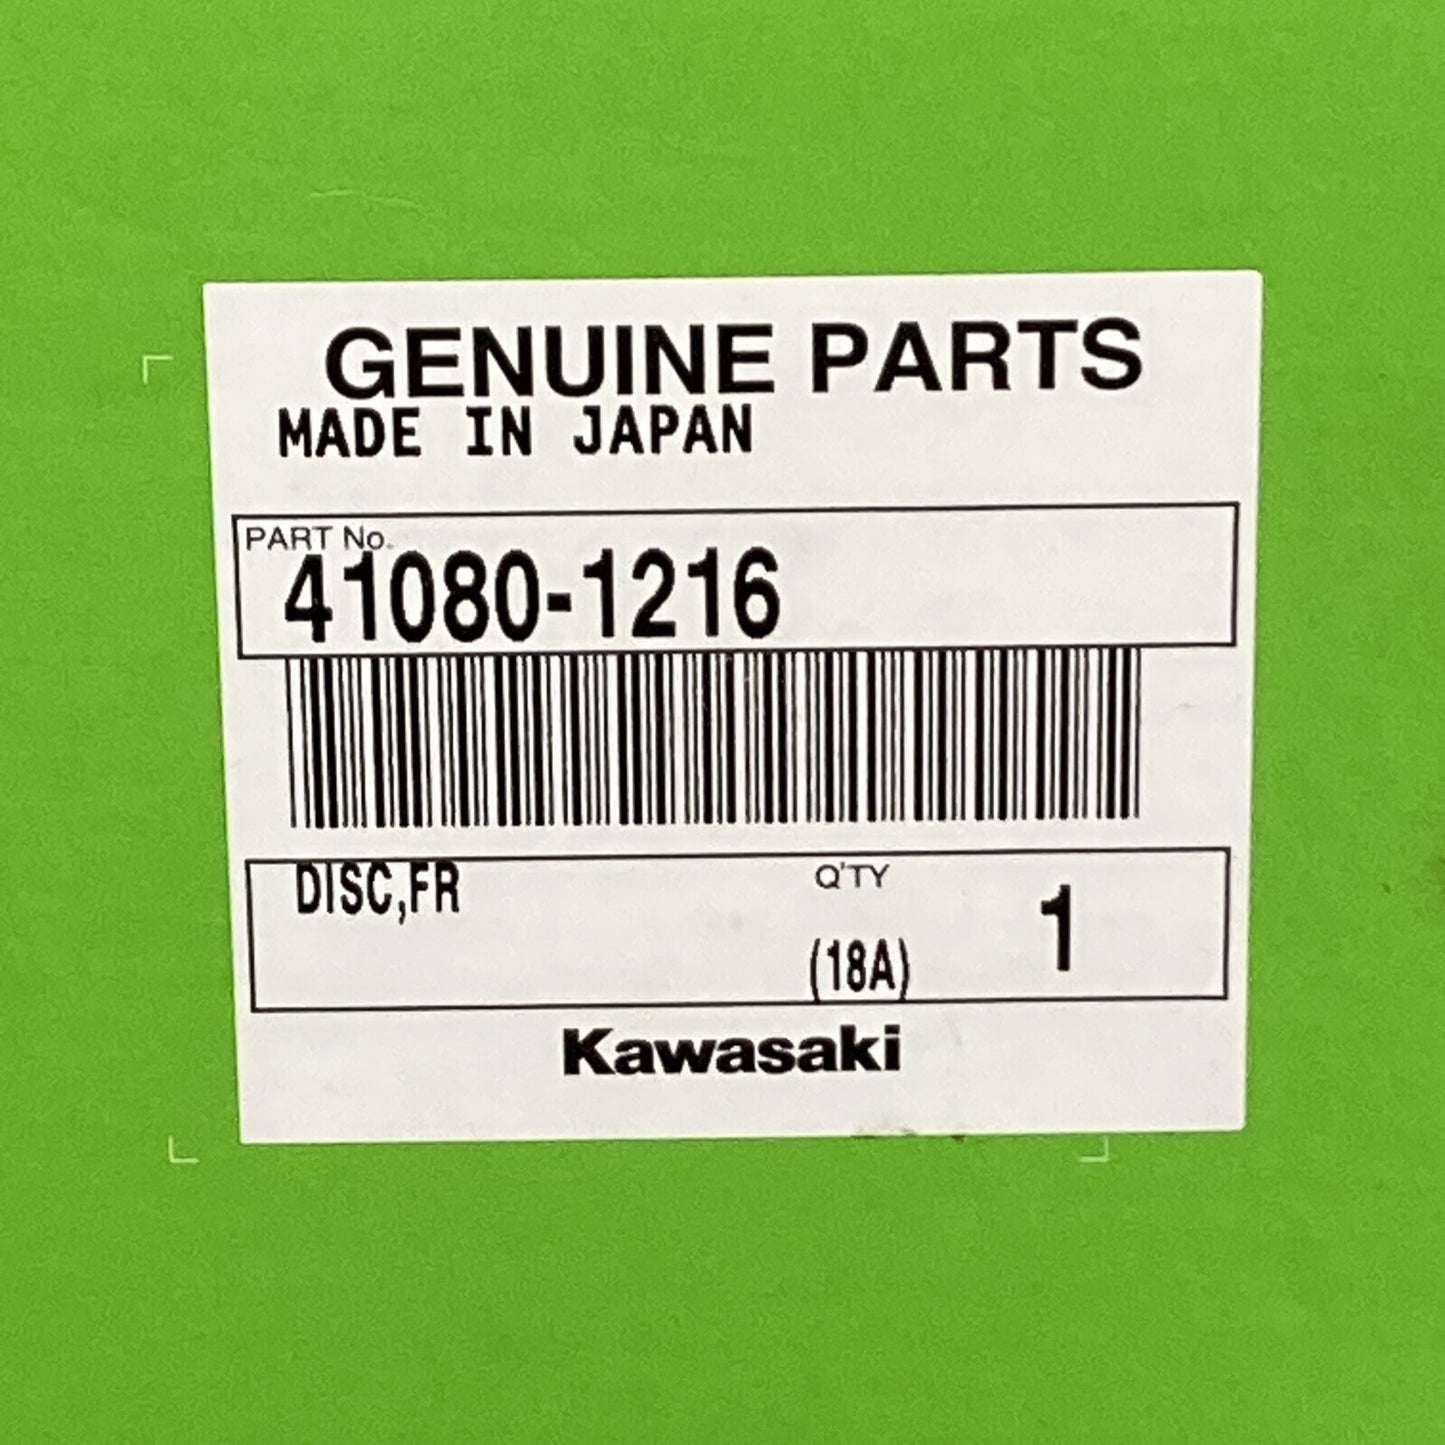 GENUINE PARTS
MADE IN JAPAN
PART No.
41080-1216
DISC,FR
Q'TY
(18A)
1
Kawasaki